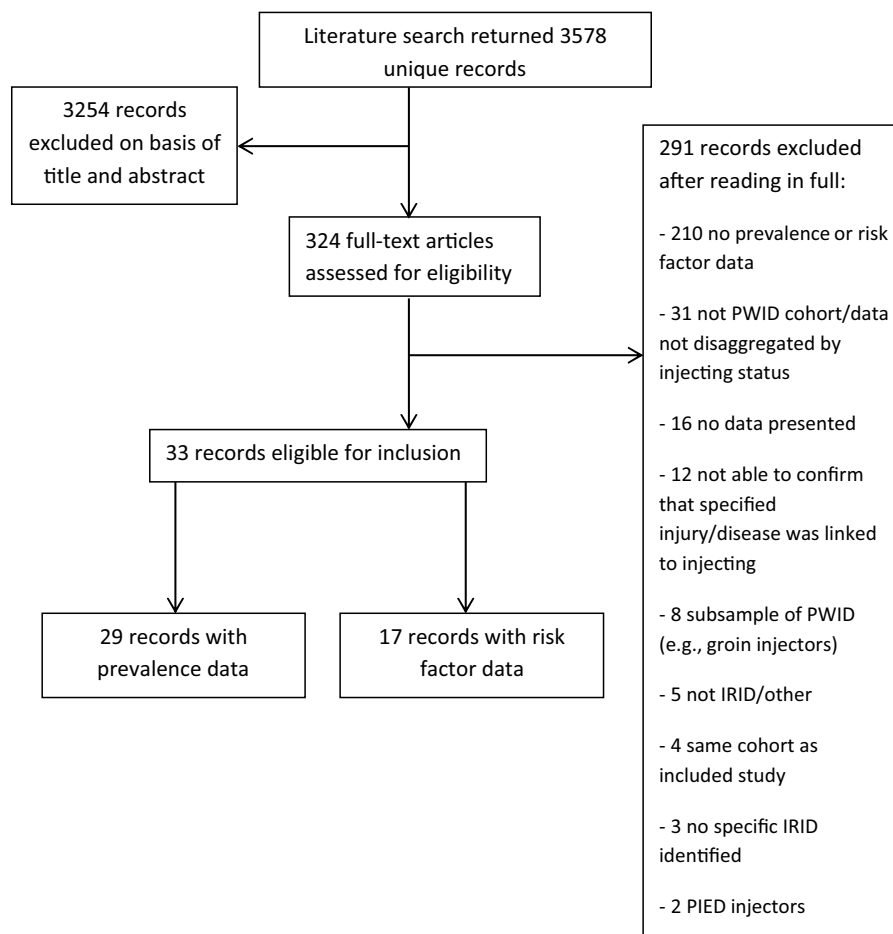 Literature search returned 3578
unique records
3254 records
excluded on basis of
title and abstract
324 full-text articles
assessed for eligibility
291 records excluded
after reading in full:
- 210 no prevalence or risk
factor data
- 31 not PWID cohort/data
not disaggregated by
injecting status
- 16 no data presented
- 12 not able to confirm
that specified
injury/disease was linked
to injecting
- 8 subsample of PWID
(e.g., groin injectors)
- 5 not IRID/other
- 4 same cohort as
included study
- 3 no specific IRID
identified
- 2 PIED injectors
33 records eligible for inclusion
29 records with
prevalence data
17 records with risk
factor data